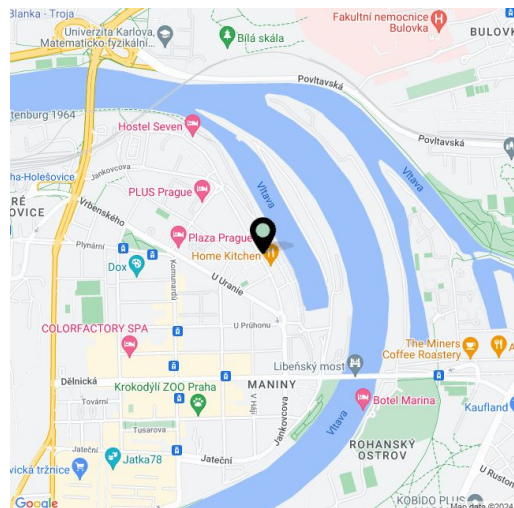 Blanka - Troja
Univerzita Karlova,
Matematicko-fyzikální...
Bílá skála
Fakultní nemocnice
Bulovka
BULOV
Povltavská
Povltavská
tenburg 1964
Hostel Seven
Jankovcova
Vltava
Vltava
ha-Holešovice
PLUS Prague
RÉ
OVICE
Vrbenského
Plynární
Plaza Prague
Home Kitchen
Dox
Komunardů
U Uranie
COLORFACTORY SPA
U Průhonu
The Miners
Coffee Roastery
A
Libeňský most
Dělnická
MANINY
Krokodýlí ZOO Praha
Tovární
V Háji
Jankovcova
Vltava
Botel Marina
Kaufland
Tusarova
ROHANSKÝ
OSTROV
Jateční
Jateční
Jatka78
vická tržnice
U Rustom
KOBIDO PLUS
Google
Map data ©2024